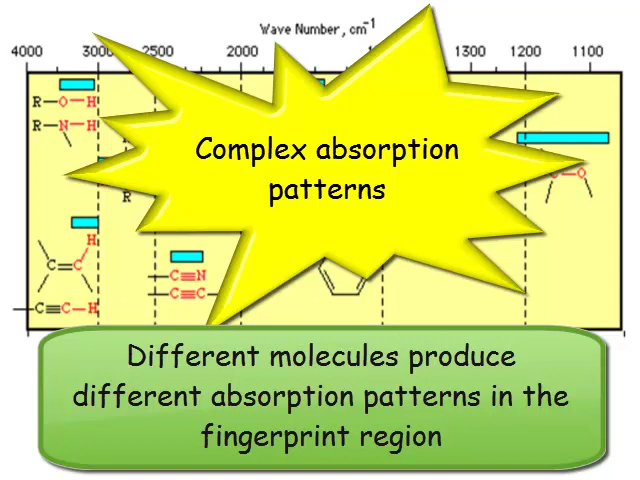 Wave Number, cm-1
4000 3000 2500 2000 1300 1200 1100
R-O-H
R-N-H
R
O
H
C=C
C≡N
C≡C
C≡C-H
Complex absorption
patterns
Different molecules produce
different absorption patterns in the
fingerprint region